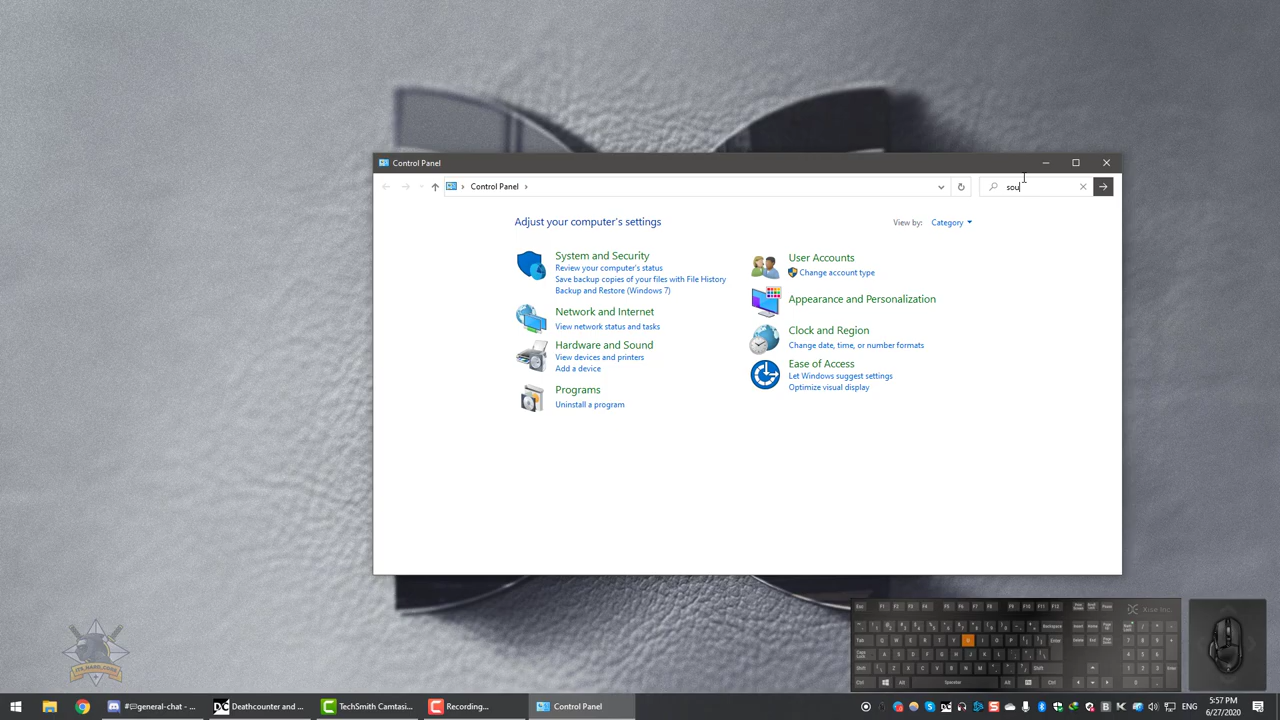 Control Panel
Control Panel
sou
Adjust your computer's settings
View by: Category
System and Security
Review your computer's status
Save backup copies of your files with File History
Backup and Restore (Windows 7)
Network and Internet
View network status and tasks
Hardware and Sound
View devices and printers
Add a device
Programs
Uninstall a program
User Accounts
Change account type
Appearance and Personalization
Clock and Region
Change date, time, or number formats
Ease of Access
Let Windows suggest settings
Optimize visual display
Xise Inc.
#general-chat - ...
Deathcounter and ...
TechSmith Camtasi...
Recording...
Control Panel
5:57 PM
6/27/2020